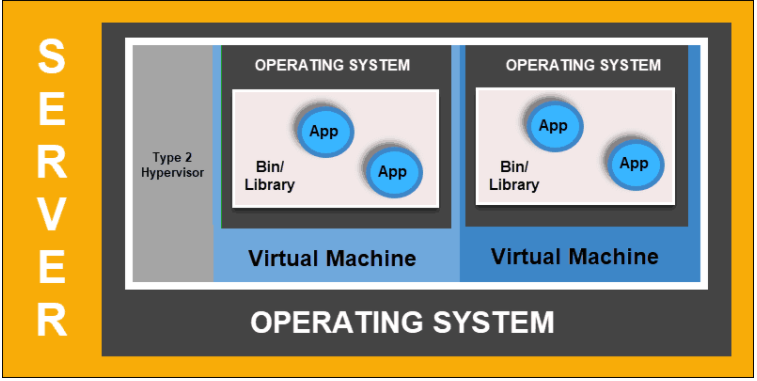 SERVER
Type 2
Hypervisor
OPERATING SYSTEM
App
App
Bin/
Library
Virtual Machine
OPERATING SYSTEM
App
App
Bin/
Library
Virtual Machine
OPERATING SYSTEM